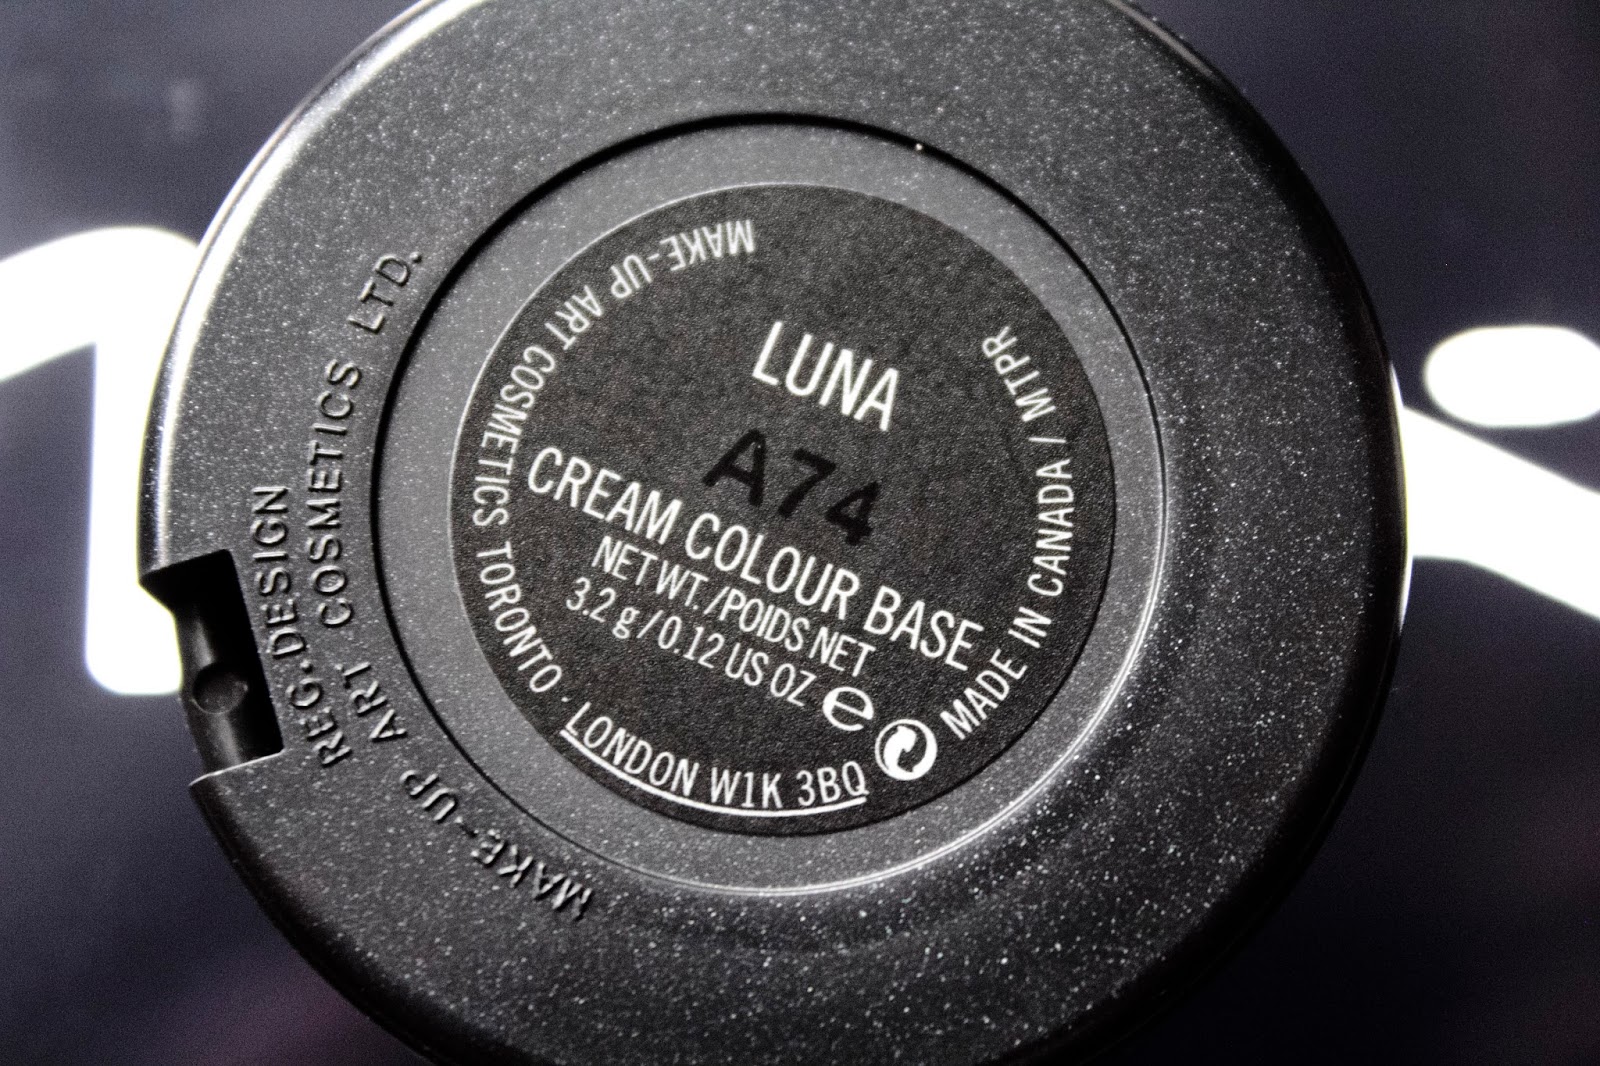 LUNA
A74
CREAM COLOUR BASE
NET WT. /POIDS NET
3.2 g / 0.12 US OZ e
MAKE-UP ART COSMETICS TORONTO · LONDON W1K 3BQ
MADE IN CANADA / MTPR
REG. DESIGN
MAKE-UP ART COSMETICS LTD.